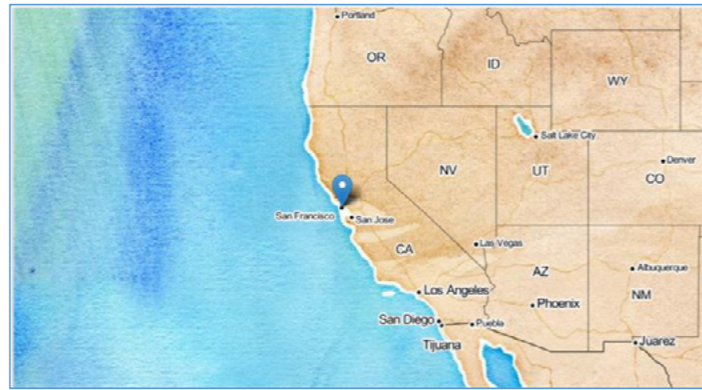 Portland
OR
ID
WY
Salt Lake City
Denver
NV
UT
CO
San Francisco
San Jose
CA
Las Vegas
AZ
Albuquerque
Los Angeles
NM
Phoenix
San Diego
Puebla
Tijuana
Juarez